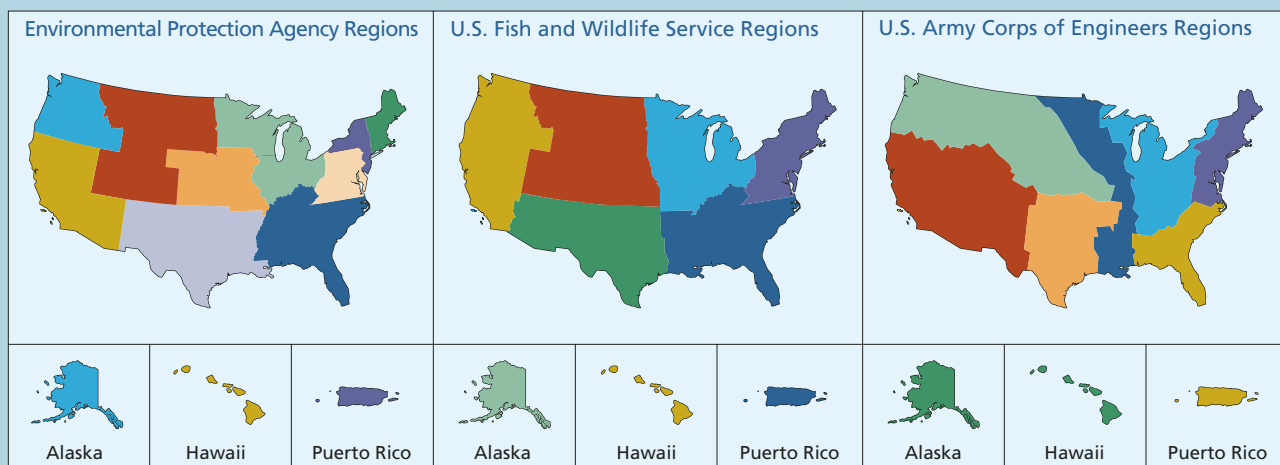 Environmental Protection Agency Regions
U.S. Fish and Wildlife Service Regions
U.S. Army Corps of Engineers Regions
Alaska
Hawaii
Puerto Rico
Alaska
Hawaii
Puerto Rico
Alaska
Hawaii
Puerto Rico